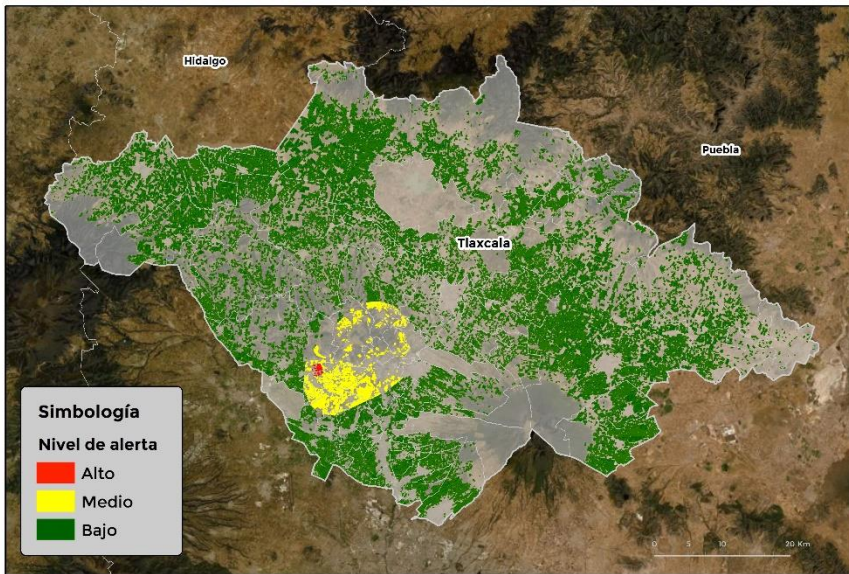 Hidalgo
Puebla
Tlaxcala
Simbología
Nivel de alerta
Alto
Medio
Bajo
0 5 10 20 Km